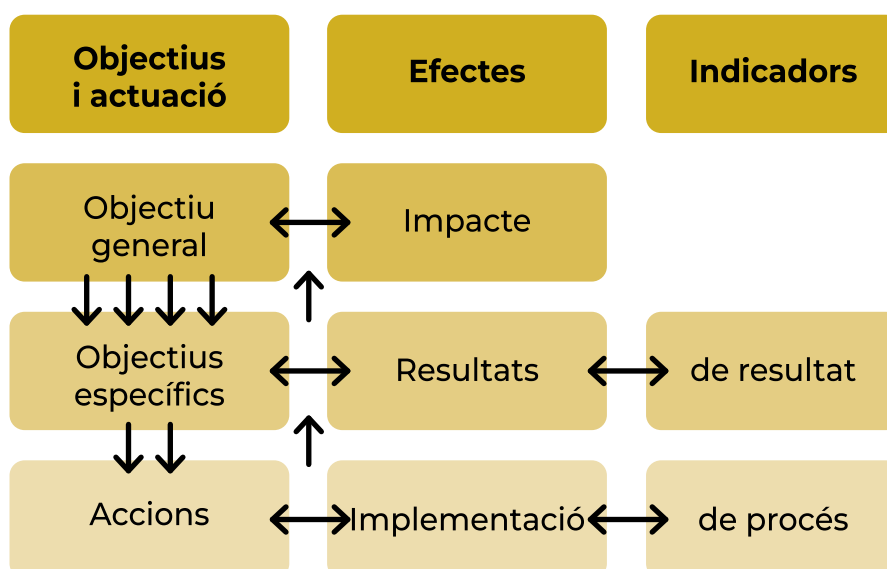 Objectius
i actuació
Efectes
Indicadors
Objectiu
general
Impacte
Objectius
específics
Resultats
de resultat
Accions
Implementació
de procés